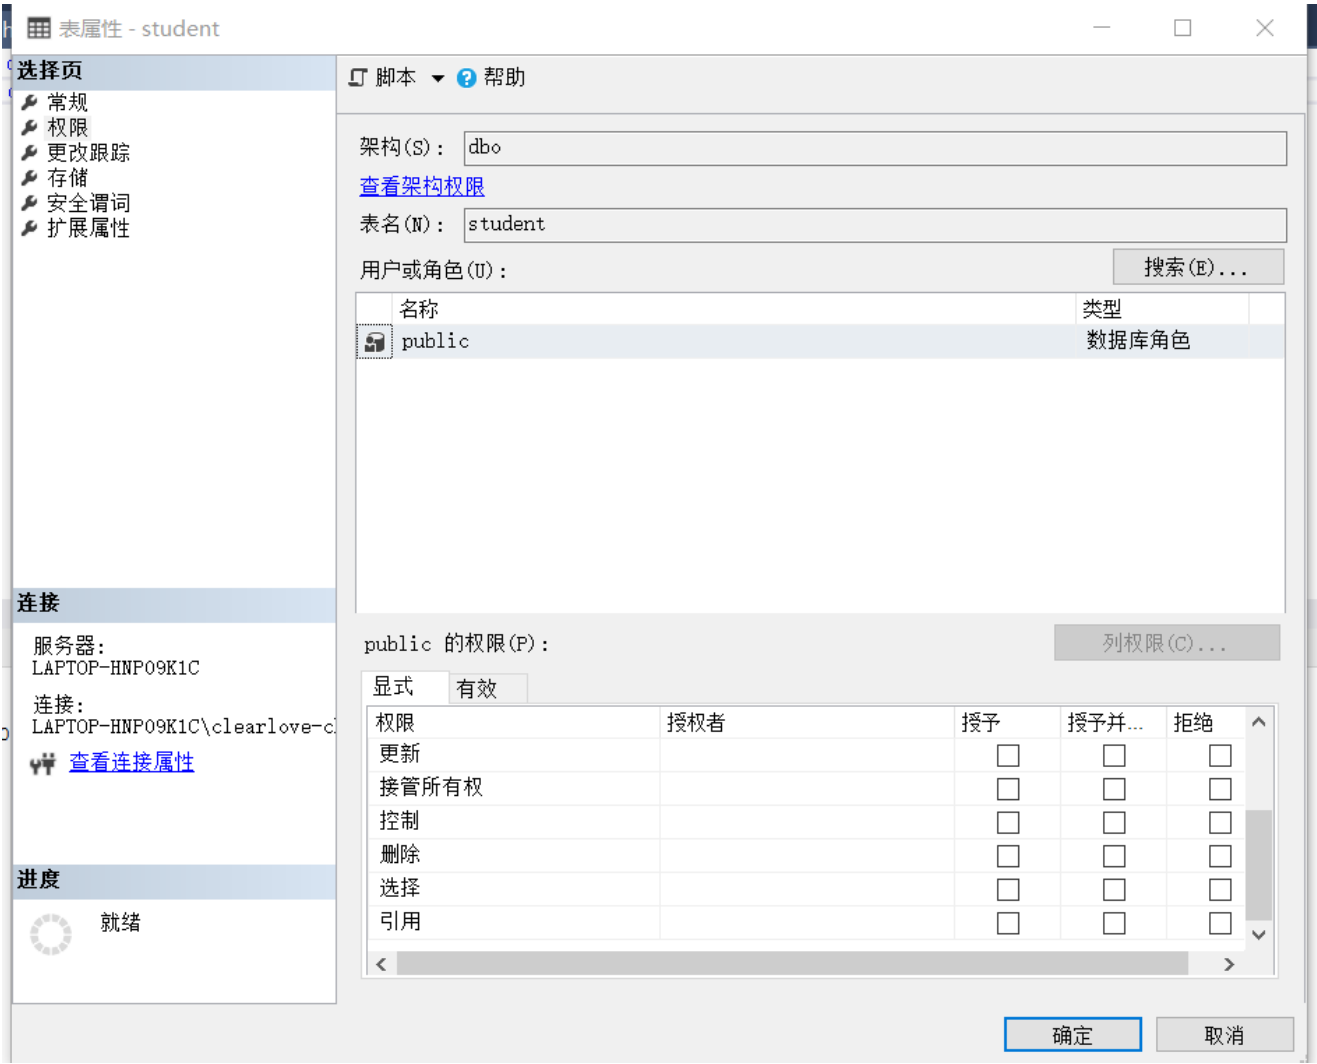 表属性 - student
选择页
常规
权限
更改跟踪
存储
安全谓词
扩展属性
脚本
帮助
架构(S):
dbo
查看架构权限
表名(N):
student
用户或角色(U):
搜索(E)...
名称
类型
public
数据库角色
连接
服务器:
LAPTOP-HNP09K1C
连接:
LAPTOP-HNP09K1C\clearlove-c
查看连接属性
进度
就绪
public 的权限(P):
列权限(C)...
显式
有效
权限
授权者
授予
授予并...
拒绝
更新
接管所有权
控制
删除
选择
引用
确定
取消